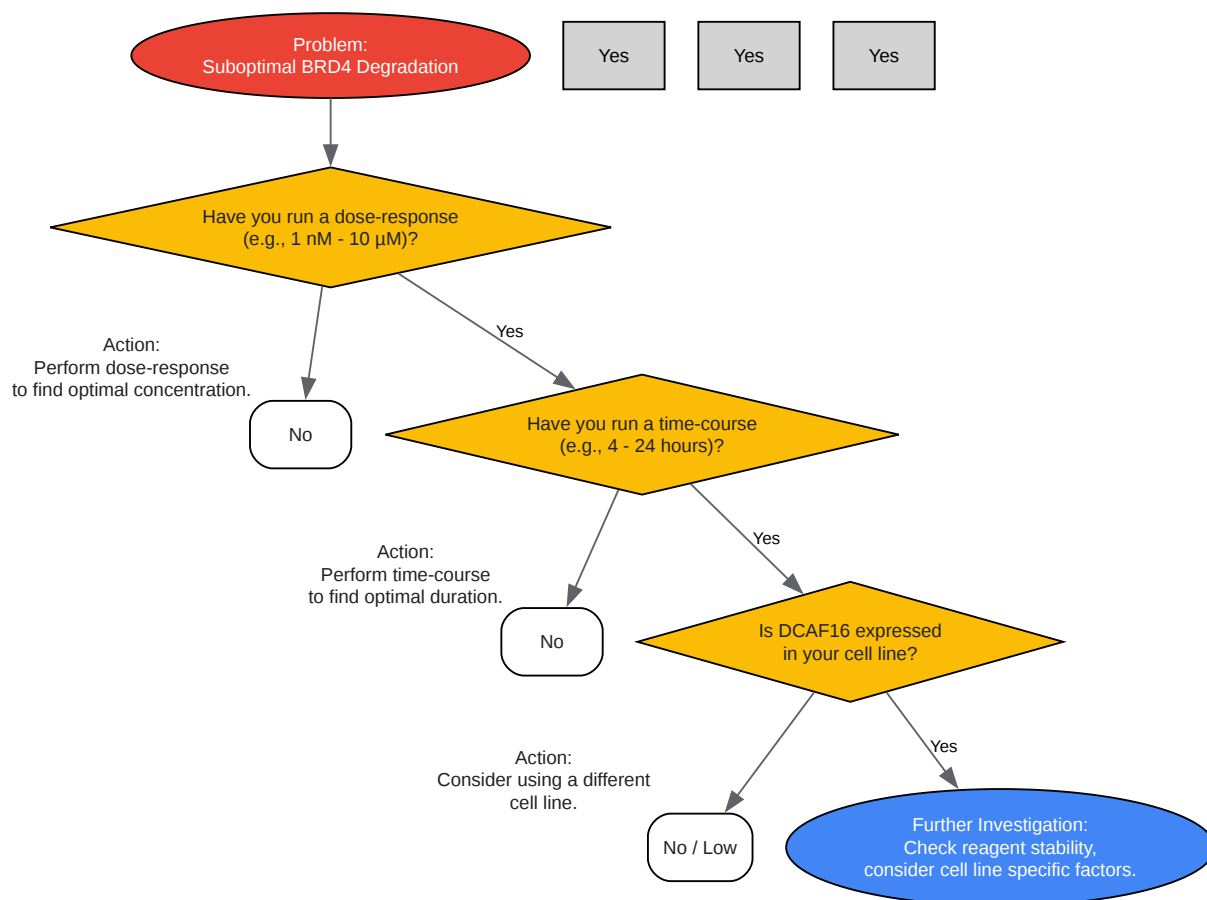 Problem:
Suboptimal BRD4 Degradation
Yes
Yes
Yes
Have you run a dose-response
(e.g., 1 nM - 10 µM)?
Action:
Perform dose-response
to find optimal concentration.
Yes
No
Have you run a time-course
(e.g., 4 - 24 hours)?
Action:
Perform time-course
to find optimal duration.
Yes
No
Is DCAF16 expressed
in your cell line?
Action:
Consider using a different
cell line.
Yes
No / Low
Further Investigation:
Check reagent stability,
consider cell line specific factors.